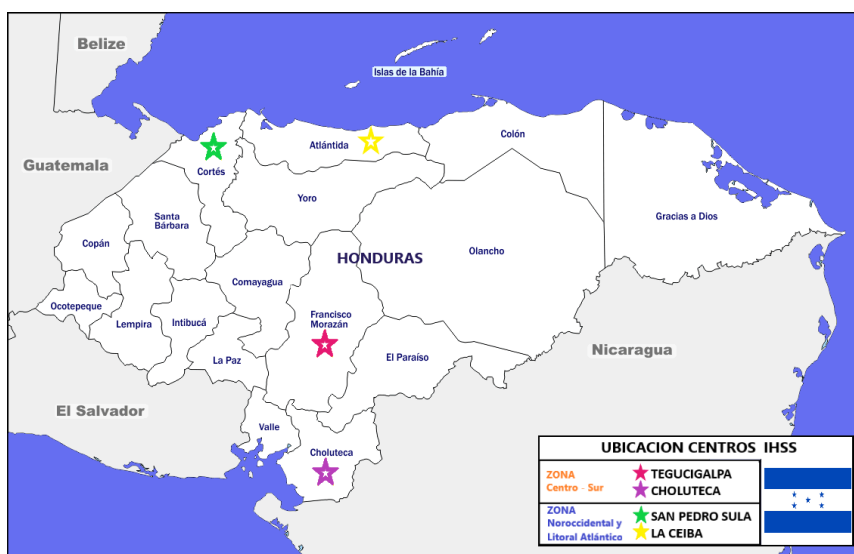 Belize
Islas de la Bahía
Guatemala
Atlántida
Colón
Cortés
Yoro
Santa
Bárbara
Gracias a Dios
Copán
HONDURAS
Olancho
Comayagua
Ocotepeque
Lempira
Intibucá
Francisco
Morazán
La Paz
El Paraíso
Nicaragua
El Salvador
Valle
Choluteca
UBICACION CENTROS IHSS
ZONA
Centro - Sur
TEGUCIGALPA
CHOLUTECA
ZONA
Noroccidental y
Litoral Atlántico
SAN PEDRO SULA
LA CEIBA